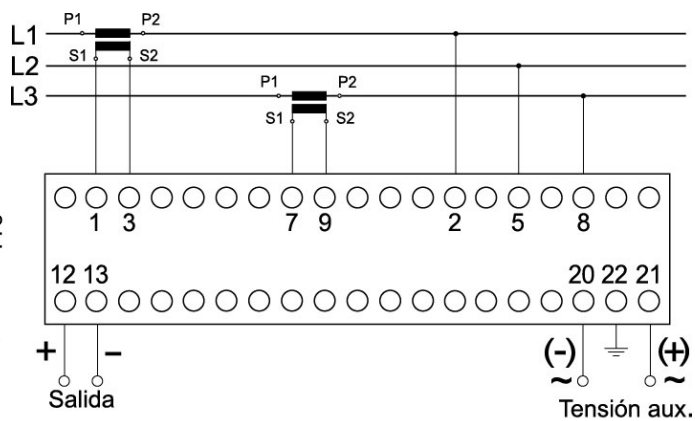 P1 P2
L1
S1 S2
L2
P1 P2
L3
S1 S2
1 3 7 9 2 5 8
12 13 20 22 21
+ − (-) (+)
~ ~
Salida Tensión aux.